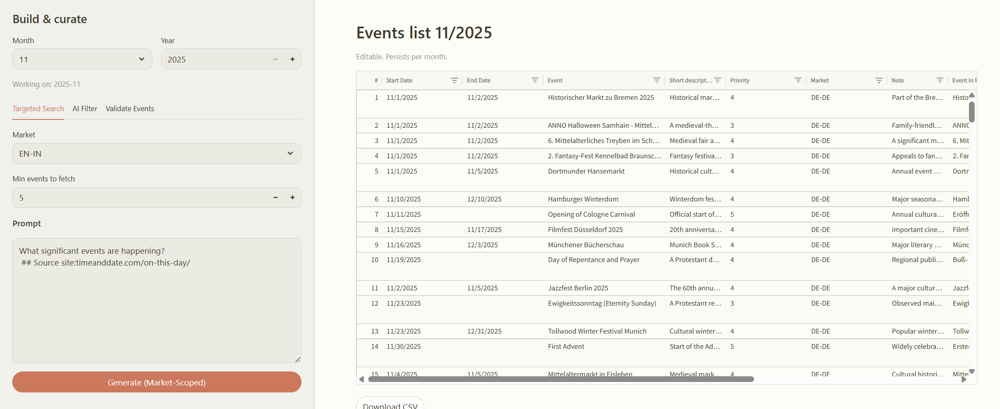 Build & curate
Month
Year
11
2025
Working on: 2025-11
Targeted Search AI Filter Validate Events
Market
EN-IN
Min events to fetch
5
Prompt
What significant events are happening?
## Source site:timeanddate.com/on-this-day/
Generate (Market-Scoped)
Events list 11/2025
Editable. Persists per month.
# Start Date End Date Event Short descript... Priority Market Note Event In
1 11/1/2025 11/2/2025 Historischer Markt zu Bremen 2025 Historical mar... 4 DE-DE Part of the Bre... Histo
2 11/1/2025 11/2/2025 ANNO Halloween Samhain - Mittel... A medieval-th... 3 DE-DE Family-friendl... ANNO
3 11/1/2025 11/2/2025 6. Mittelalterliches Treyben im Sch... Medieval fair a... 4 DE-DE A significant m... 6. Mit
4 11/1/2025 11/2/2025 2. Fantasy-Fest Kennelbad Braunsc... Fantasy festiva... 3 DE-DE Appeals to fan... 2. Far
5 11/1/2025 11/5/2025 Dortmunder Hansemarkt Historical cult... 4 DE-DE Annual event ... Dort
6 11/10/2025 12/10/2025 Hamburger Winterdom Winterdom fes... 4 DE-DE Major seasona... Hamb
7 11/11/2025 Opening of Cologne Carnival Official start of... 5 DE-DE Annual cultura... Eröff
8 11/15/2025 11/17/2025 Filmfest Düsseldorf 2025 20th anniversa... 4 DE-DE Important cine... Filmf
9 11/16/2025 12/3/2025 Münchener Bücherschau Munich Book S... 4 DE-DE Major literary ... Münc
10 11/19/2025 Day of Repentance and Prayer A Protestant d... 4 DE-DE Regional publi... Buß-
11 11/2/2025 11/5/2025 Jazzfest Berlin 2025 The 60th annu... 4 DE-DE A major cultur... Jazzf
12 11/23/2025 Ewigkeitssonntag (Eternity Sunday) A Protestant re... 3 DE-DE Observed mai... Ewigk
13 11/23/2025 12/31/2025 Tollwood Winter Festival Munich Cultural winter... 4 DE-DE Popular winter... Tollw
14 11/30/2025 First Advent Start of the Ad... 5 DE-DE Widely celebra... Erste
15 11/4/2025 11/5/2025 Mittelaltermarkt in Eisleben Medieval mark... 4 DE-DE Cultural histori... Mitte
Download CSV